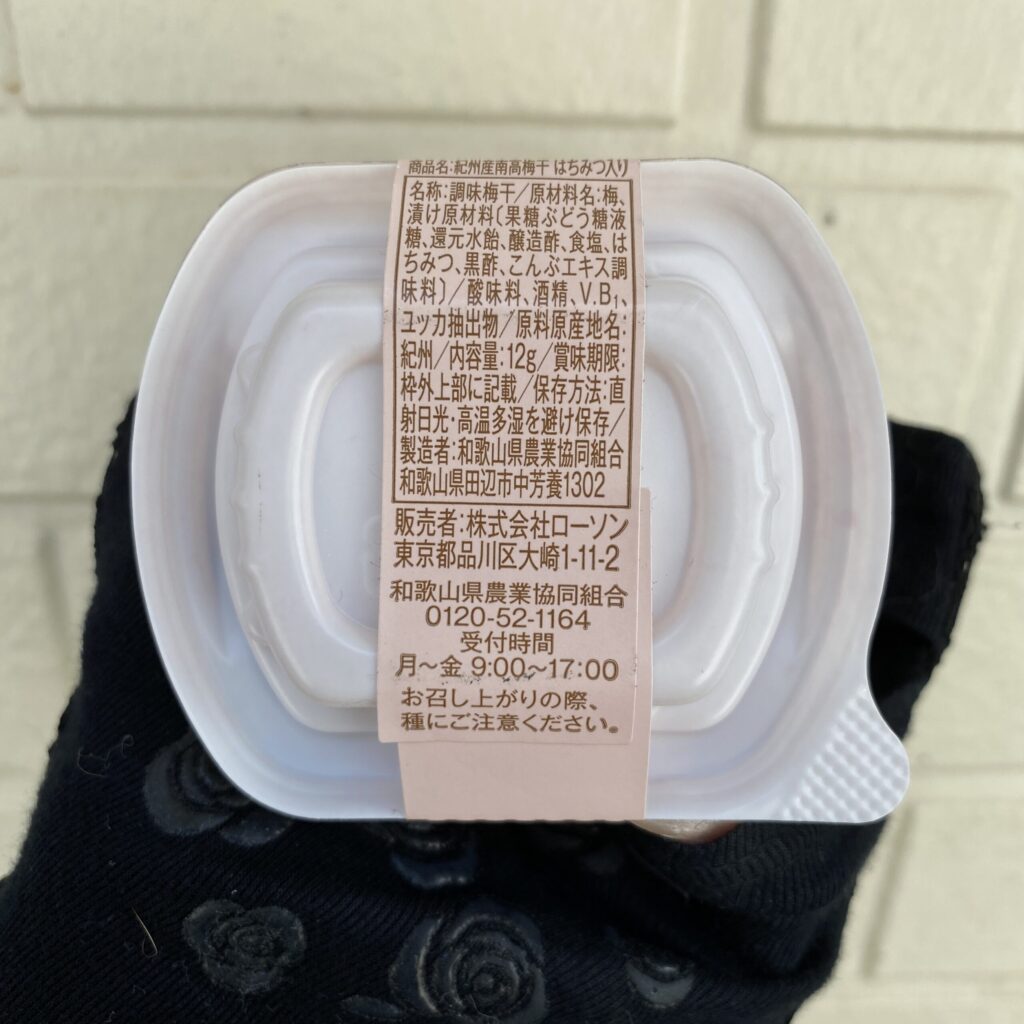 商品名:紀州産南高梅干 はちみつ入り
名称:調味梅干/原材料名:梅、
漬け原材料〔果糖ぶどう糖液
糖、還元水飴、醸造酢、食塩、は
ちみつ、黒酢、こんぶエキス調
味料〕/酸味料、酒精、V.B₁、
ユッカ抽出物/原料原産地名:
紀州/内容量:12g/賞味期限:
枠外上部に記載/保存方法:直
射日光・高温多湿を避け保存/
製造者:和歌山県農業協同組合
和歌山県田辺市中芳養1302
販売者:株式会社ローソン
東京都品川区大崎1-11-2
和歌山県農業協同組合
0120-52-1164
受付時間
月〜金 9:00〜17:00
お召し上がりの際、
種にご注意ください。